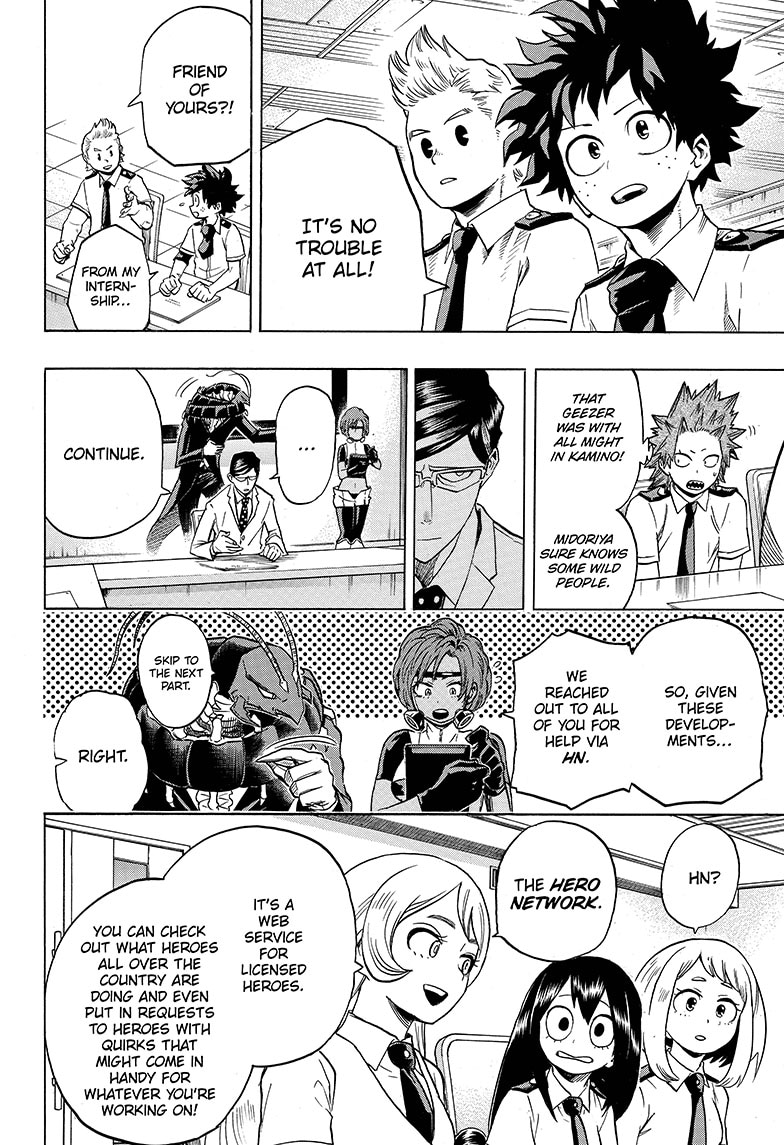 IT'S NO
TROUBLE
AT ALL!
FRIEND
OF
YOURS?!
FROM MY
INTERN-
SHIP...
THAT
GEEZER
WAS WITH
ALL MIGHT
IN KAMINO!
MIDORIYA
SURE KNOWS
SOME WILD
PEOPLE.
...
CONTINUE.
SO, GIVEN
THESE
DEVELOP-
MENTS...
WE
REACHED
OUT TO ALL
OF YOU FOR
HELP VIA
HN.
SKIP TO
THE NEXT
PART.
RIGHT.
HN?
THE HERO
NETWORK.
IT'S A
WEB
SERVICE
FOR
LICENSED
HEROES.
YOU CAN CHECK
OUT WHAT HEROES
ALL OVER THE
COUNTRY ARE
DOING AND EVEN
PUT IN REQUESTS
TO HEROES WITH
QUIRKS THAT
MIGHT COME IN
HANDY FOR
WHATEVER YOU'RE
WORKING ON!